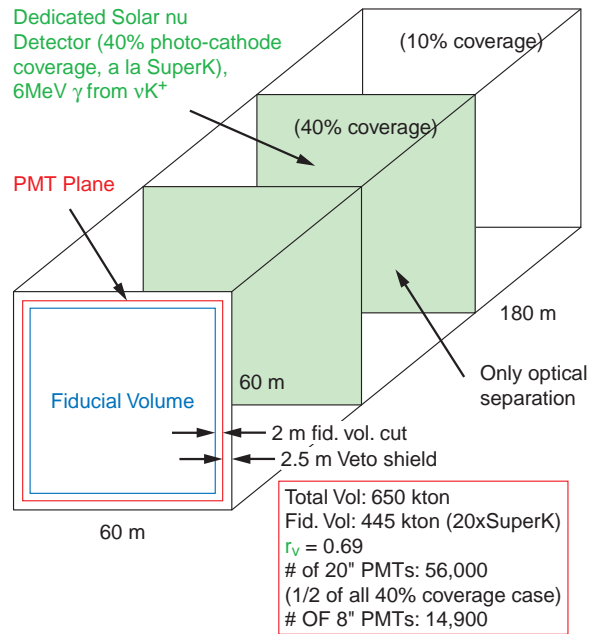 Dedicated Solar nu
Detector (40% photo-cathode
coverage, a la SuperK),
6MeV γ from νK⁺
(10% coverage)
(40% coverage)
PMT Plane
180 m
Only optical
separation
60 m
Fiducial Volume
2 m fid. vol. cut
2.5 m Veto shield
60 m
Total Vol: 650 kton
Fid. Vol: 445 kton (20xSuperK)
rᵥ = 0.69
# of 20" PMTs: 56,000
(1/2 of all 40% coverage case)
# OF 8" PMTs: 14,900